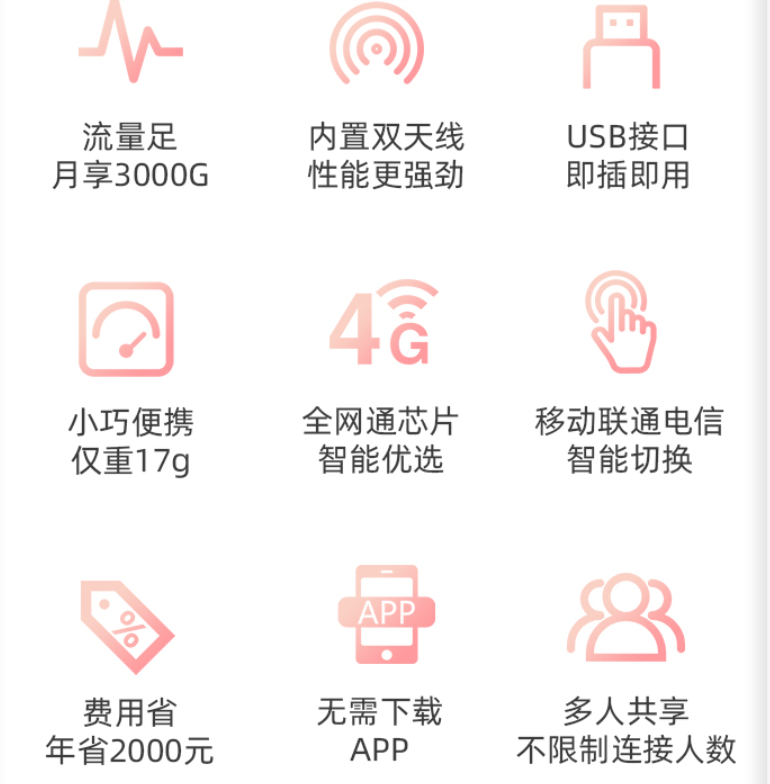 流量足
月享3000G
内置双天线
性能更强劲
USB接口
即插即用
4G
小巧便携
仅重17g
全网通芯片
智能优选
移动联通电信
智能切换
%
APP
费用省
年省2000元
无需下载
APP
多人共享
不限制连接人数